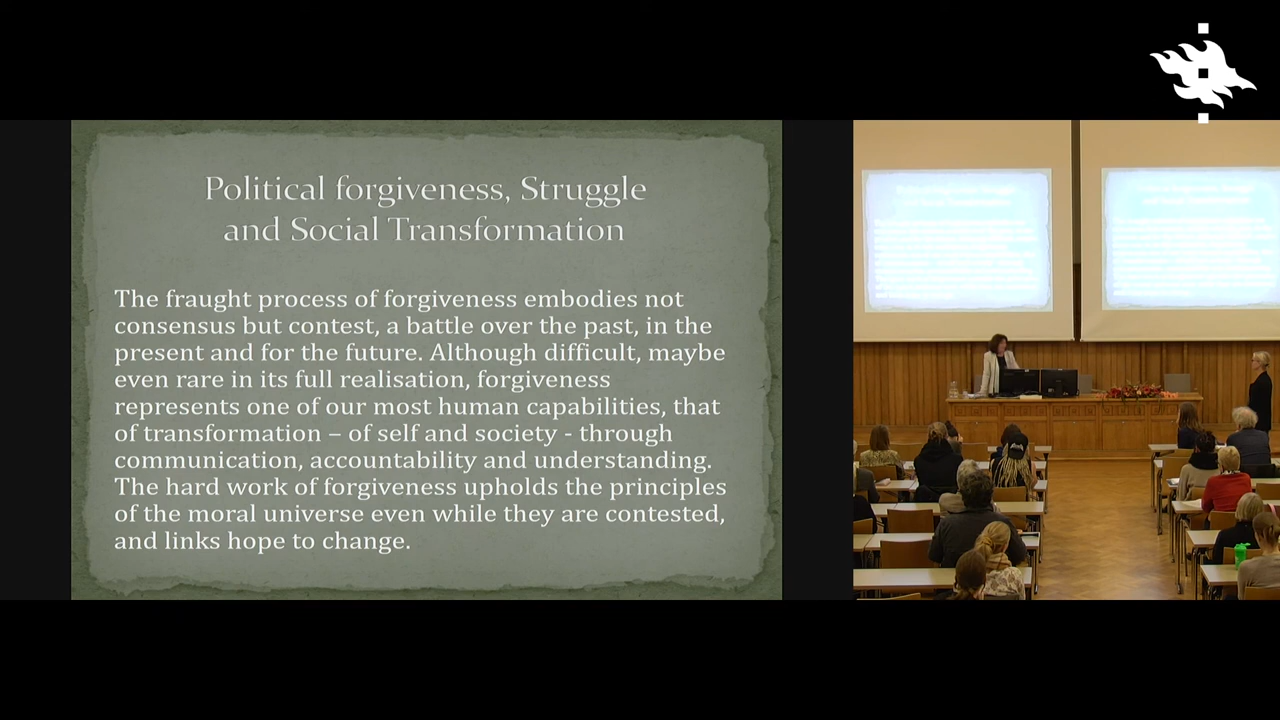 Political forgiveness, Struggle
and Social Transformation
The fraught process of forgiveness embodies not
consensus but contest, a battle over the past, in the
present and for the future. Although difficult, maybe
even rare in its full realisation, forgiveness
represents one of our most human capabilities, that
of transformation – of self and society - through
communication, accountability and understanding.
The hard work of forgiveness upholds the principles
of the moral universe even while they are contested,
and links hope to change.